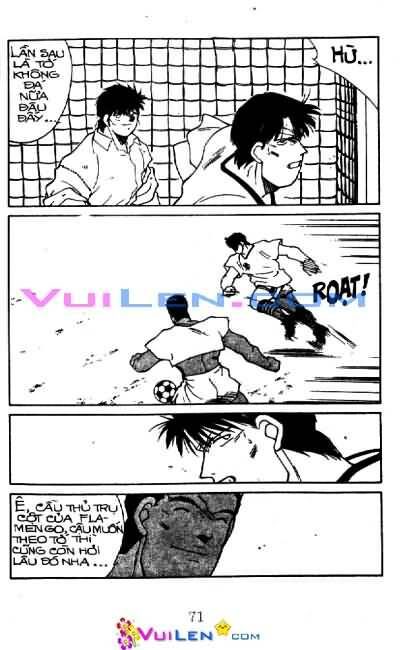 LẦN SAU
LÀ TỚ
KHÔNG
ĐÁ
NỮA
ĐÂU
ĐẤY...
HỪ...
VUILEN.COM
ROẠT!
Ê, CẦU THỦ TRỤ
CỘT CỦA FLA-
MENGO, CẬU MUỐN
THEO TỚ THÌ
CŨNG CÒN HƠI
LÂU ĐÓ NHA...
71
VUILEN.COM